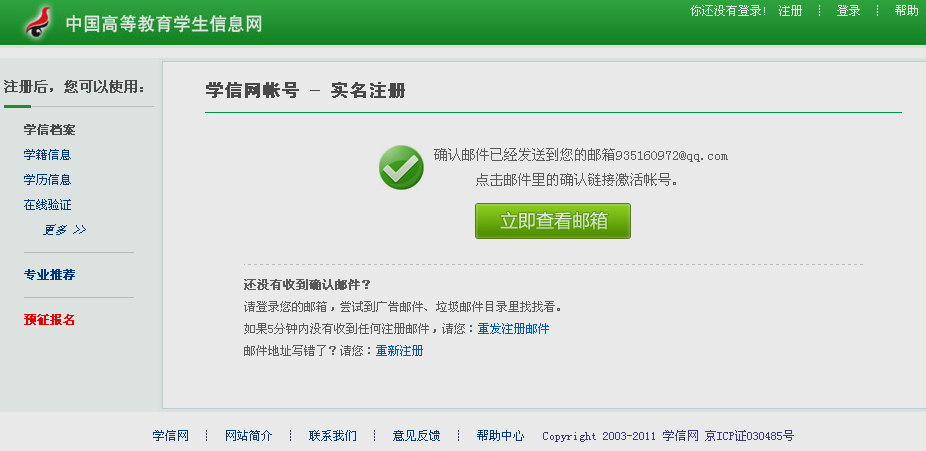 中国高等教育学生信息网
你还没有登录! 注册 ┊ 登录 ┊ 帮助
注册后，您可以使用：
学信档案
学籍信息
学历信息
在线验证
更多 >>
专业推荐
预征报名
学信网帐号 － 实名注册
确认邮件已经发送到您的邮箱935160972@qq.com
点击邮件里的确认链接激活帐号。
立即查看邮箱
还没有收到确认邮件？
请登录您的邮箱，尝试到广告邮件、垃圾邮件目录里找找看。
如果5分钟内没有收到任何注册邮件，请您：重发注册邮件
邮件地址写错了？请您：重新注册
学信网 ┊ 网站简介 ┊ 联系我们 ┊ 意见反馈 ┊ 帮助中心 Copyright 2003-2011 学信网 京ICP证030485号